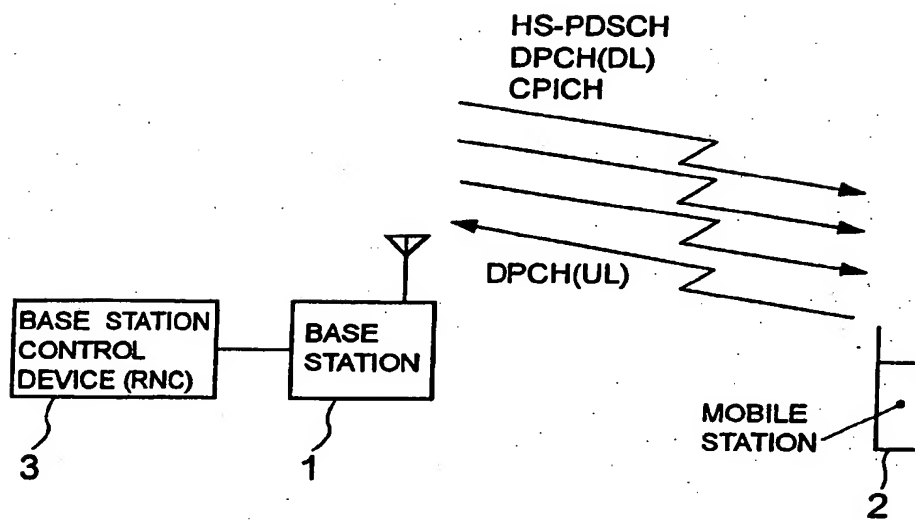 HS-PDSCH
DPCH(DL)
CPICH
DPCH(UL)
BASE STATION
CONTROL
DEVICE (RNC)
BASE
STATION
MOBILE
STATION
3
1
2